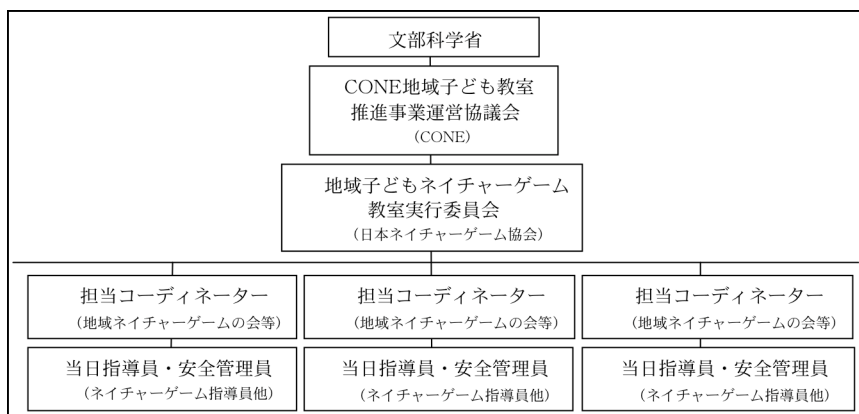 文部科学省
CONE地域子ども教室
推進事業運営協議会
（CONE）
地域子どもネイチャーゲーム
教室実行委員会
（日本ネイチャーゲーム協会）
担当コーディネーター
（地域ネイチャーゲームの会等）
担当コーディネーター
（地域ネイチャーゲームの会等）
担当コーディネーター
（地域ネイチャーゲームの会等）
当日指導員・安全管理員
（ネイチャーゲーム指導員他）
当日指導員・安全管理員
（ネイチャーゲーム指導員他）
当日指導員・安全管理員
（ネイチャーゲーム指導員他）